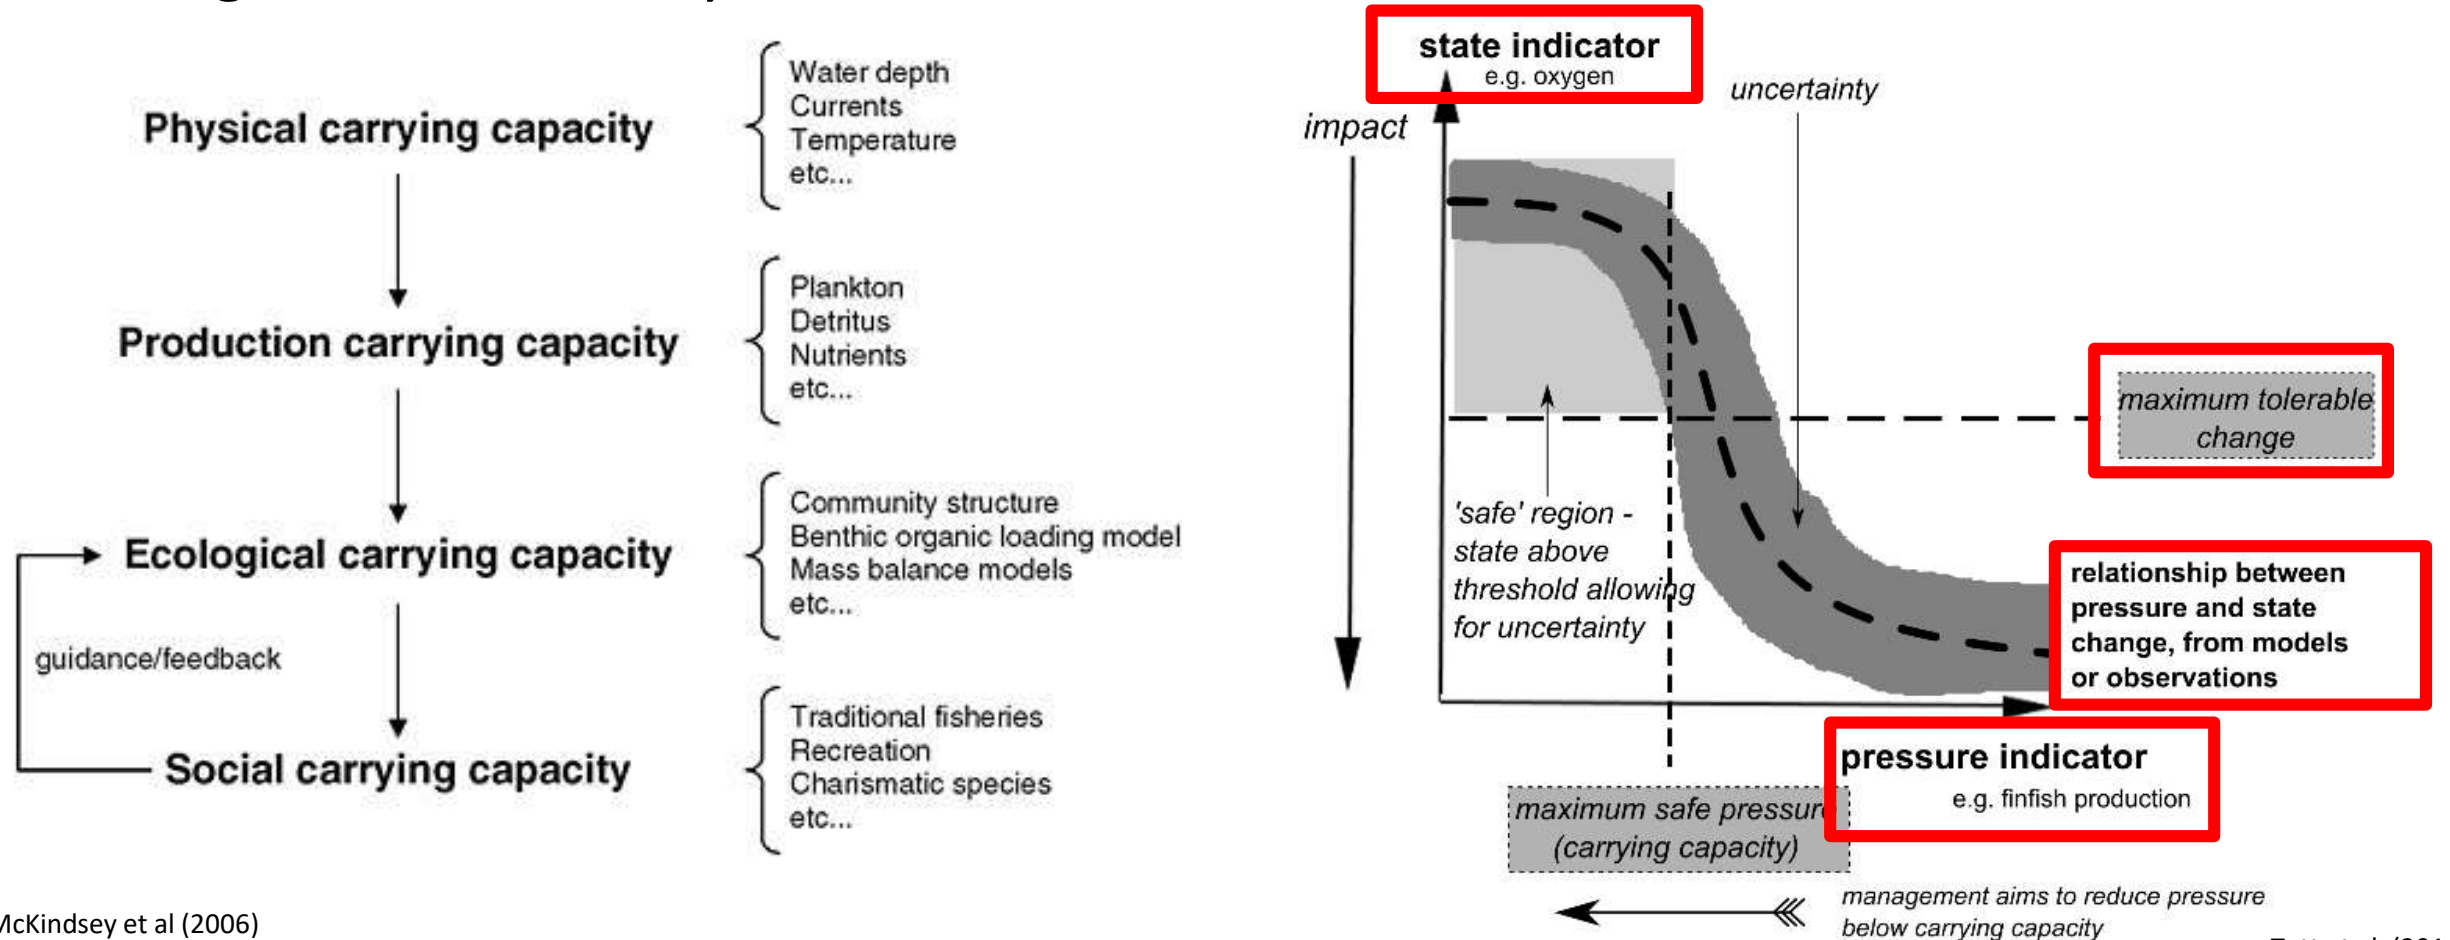 Physical carrying capacity
Water depth
Currents
Temperature
etc...
Production carrying capacity
Plankton
Detritus
Nutrients
etc...
Ecological carrying capacity
Community structure
Benthic organic loading model
Mass balance models
etc...
guidance/feedback
Social carrying capacity
Traditional fisheries
Recreation
Charismatic species
etc...
McKindsey et al (2006)
state indicator
e.g. oxygen
uncertainty
impact
maximum tolerable
change
'safe' region -
state above
threshold allowing
for uncertainty
relationship between
pressure and state
change, from models
or observations
pressure indicator
e.g. finfish production
maximum safe pressure
(carrying capacity)
management aims to reduce pressure
below carrying capacity